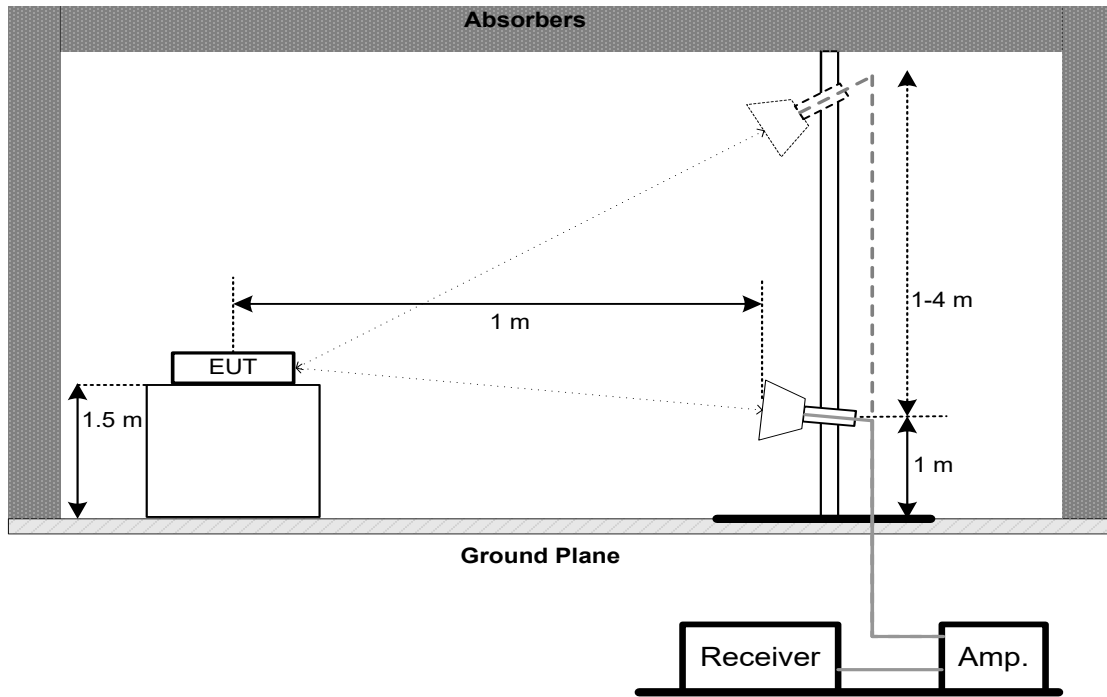 Absorbers
1-4 m
1 m
EUT
1.5 m
1 m
Ground Plane
Receiver
Amp.